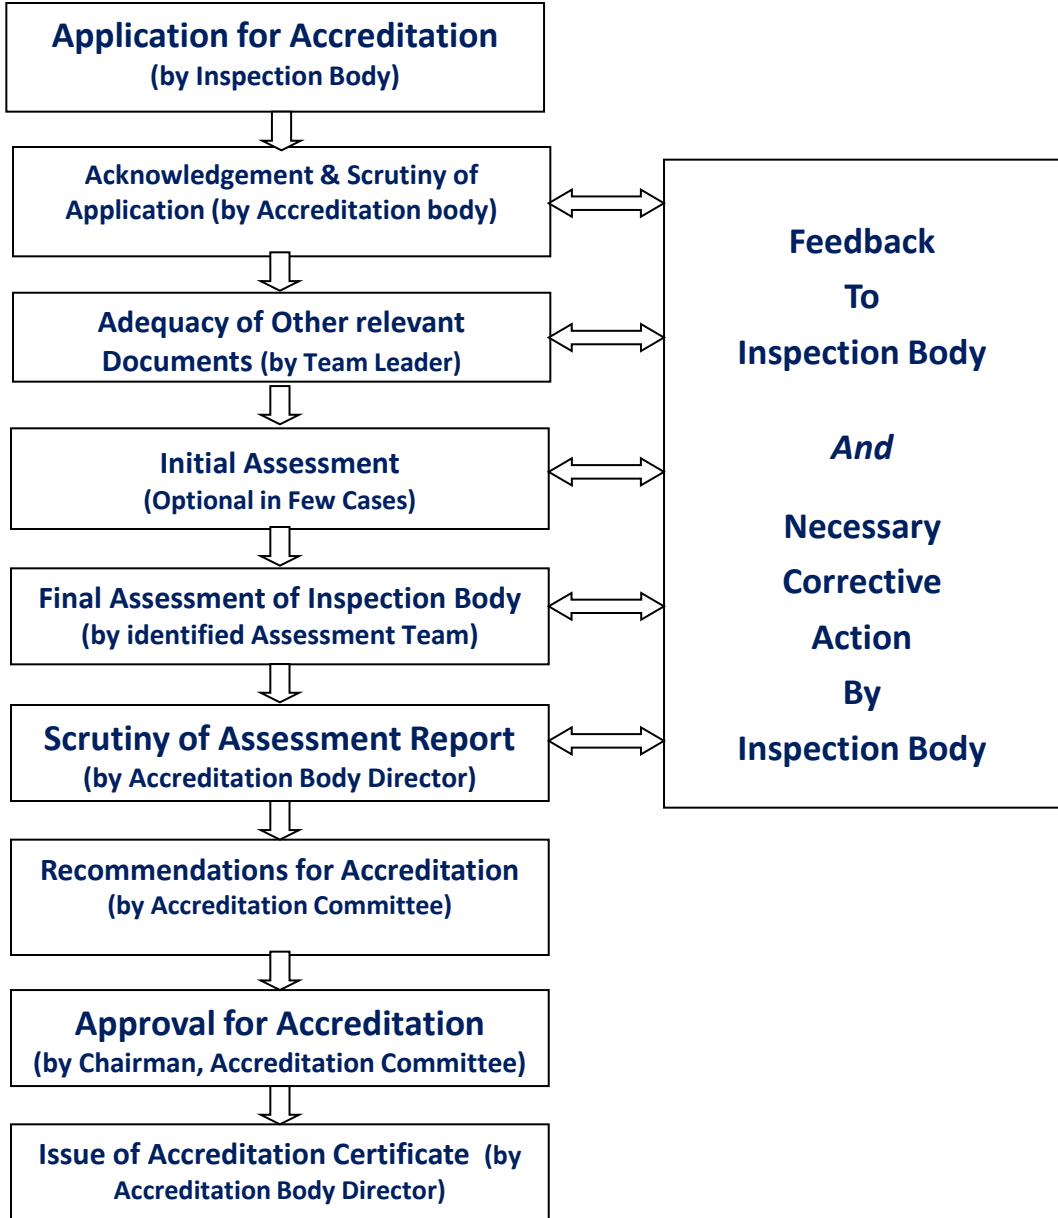 Application for Accreditation
(by Inspection Body)
Acknowledgement & Scrutiny of
Application (by Accreditation body)
Adequacy of Other relevant
Documents (by Team Leader)
Initial Assessment
(Optional in Few Cases)
Final Assessment of Inspection Body
(by identified Assessment Team)
Scrutiny of Assessment Report
(by Accreditation Body Director)
Recommendations for Accreditation
(by Accreditation Committee)
Approval for Accreditation
(by Chairman, Accreditation Committee)
Issue of Accreditation Certificate (by
Accreditation Body Director)
Feedback
To
Inspection Body
And
Necessary
Corrective
Action
By
Inspection Body